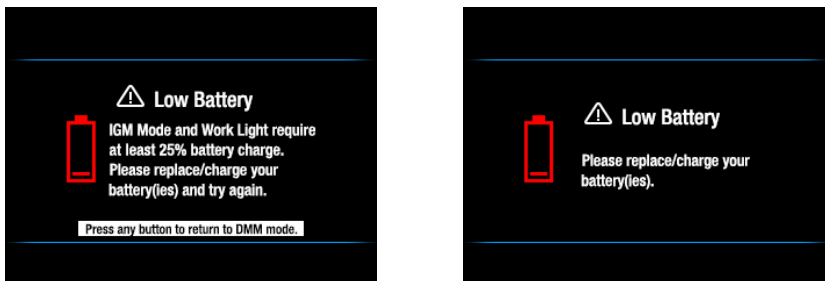 Low Battery
IGM Mode and Work Light require
at least 25% battery charge.
Please replace/charge your
battery(ies) and try again.
Press any button to return to DMM mode.
Low Battery
Please replace/charge your
battery(ies).